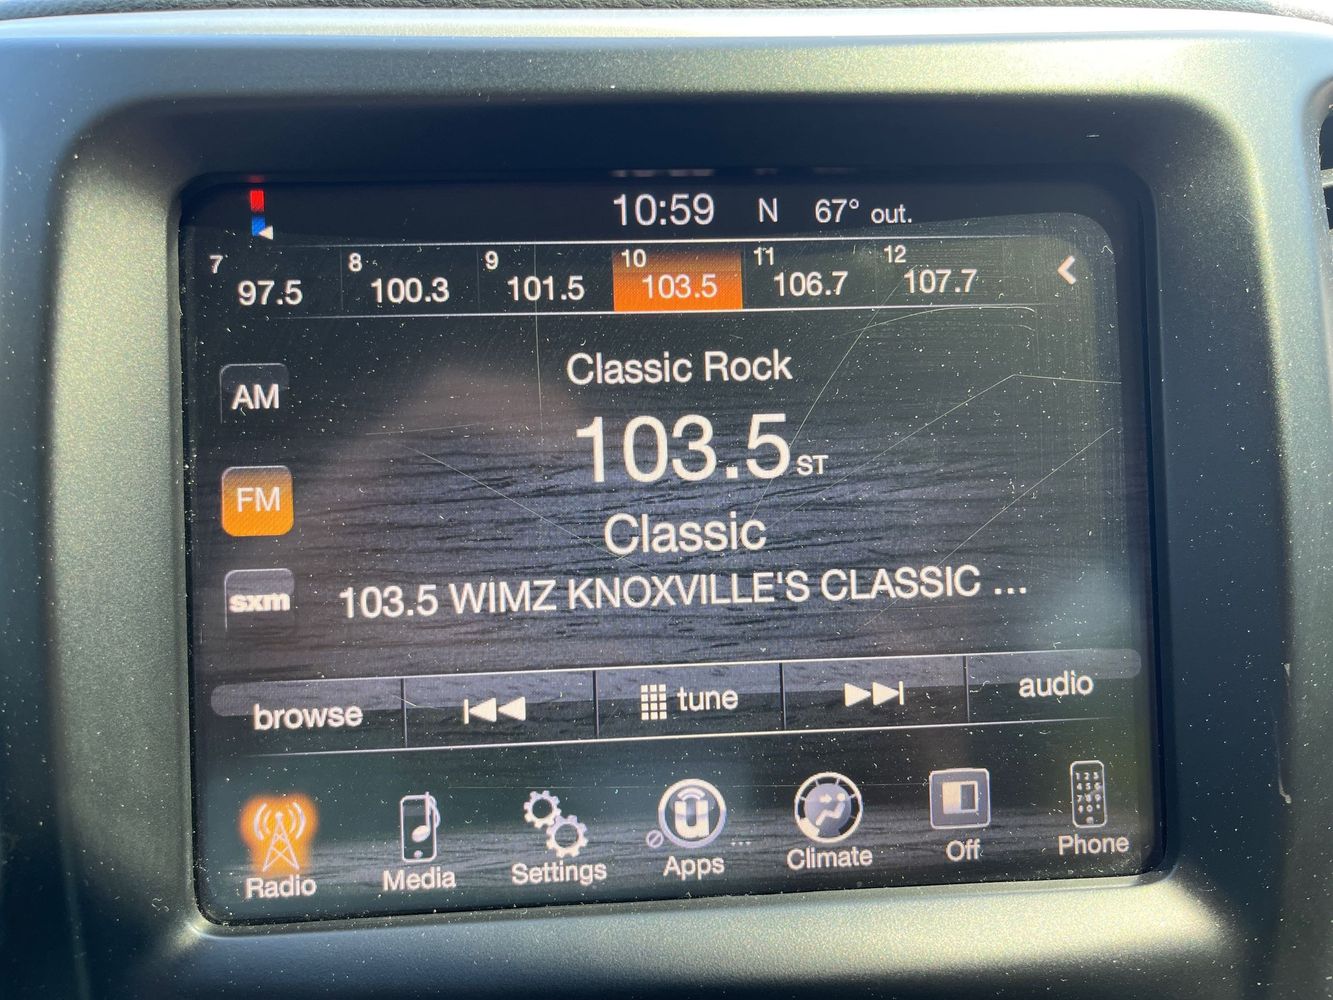 10:59 N 67° out.
7 97.5 8 100.3 9 101.5 10 103.5 11 106.7 12 107.7
Classic Rock
AM
103.5 ST
FM
Classic
sxm
103.5 WIMZ KNOXVILLE'S CLASSIC ...
browse tune audio
Radio Media Settings Apps Climate Off Phone